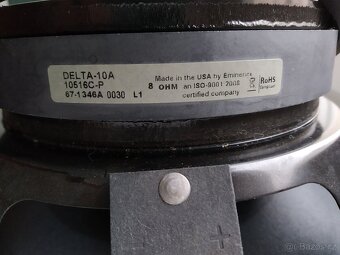 DELTA-10A
10516C-P
67-1346A 0030 L1
8 OHM
Made in the USA by Eminence
an ISO-9001:2008
certified company
RoHS
Compliant